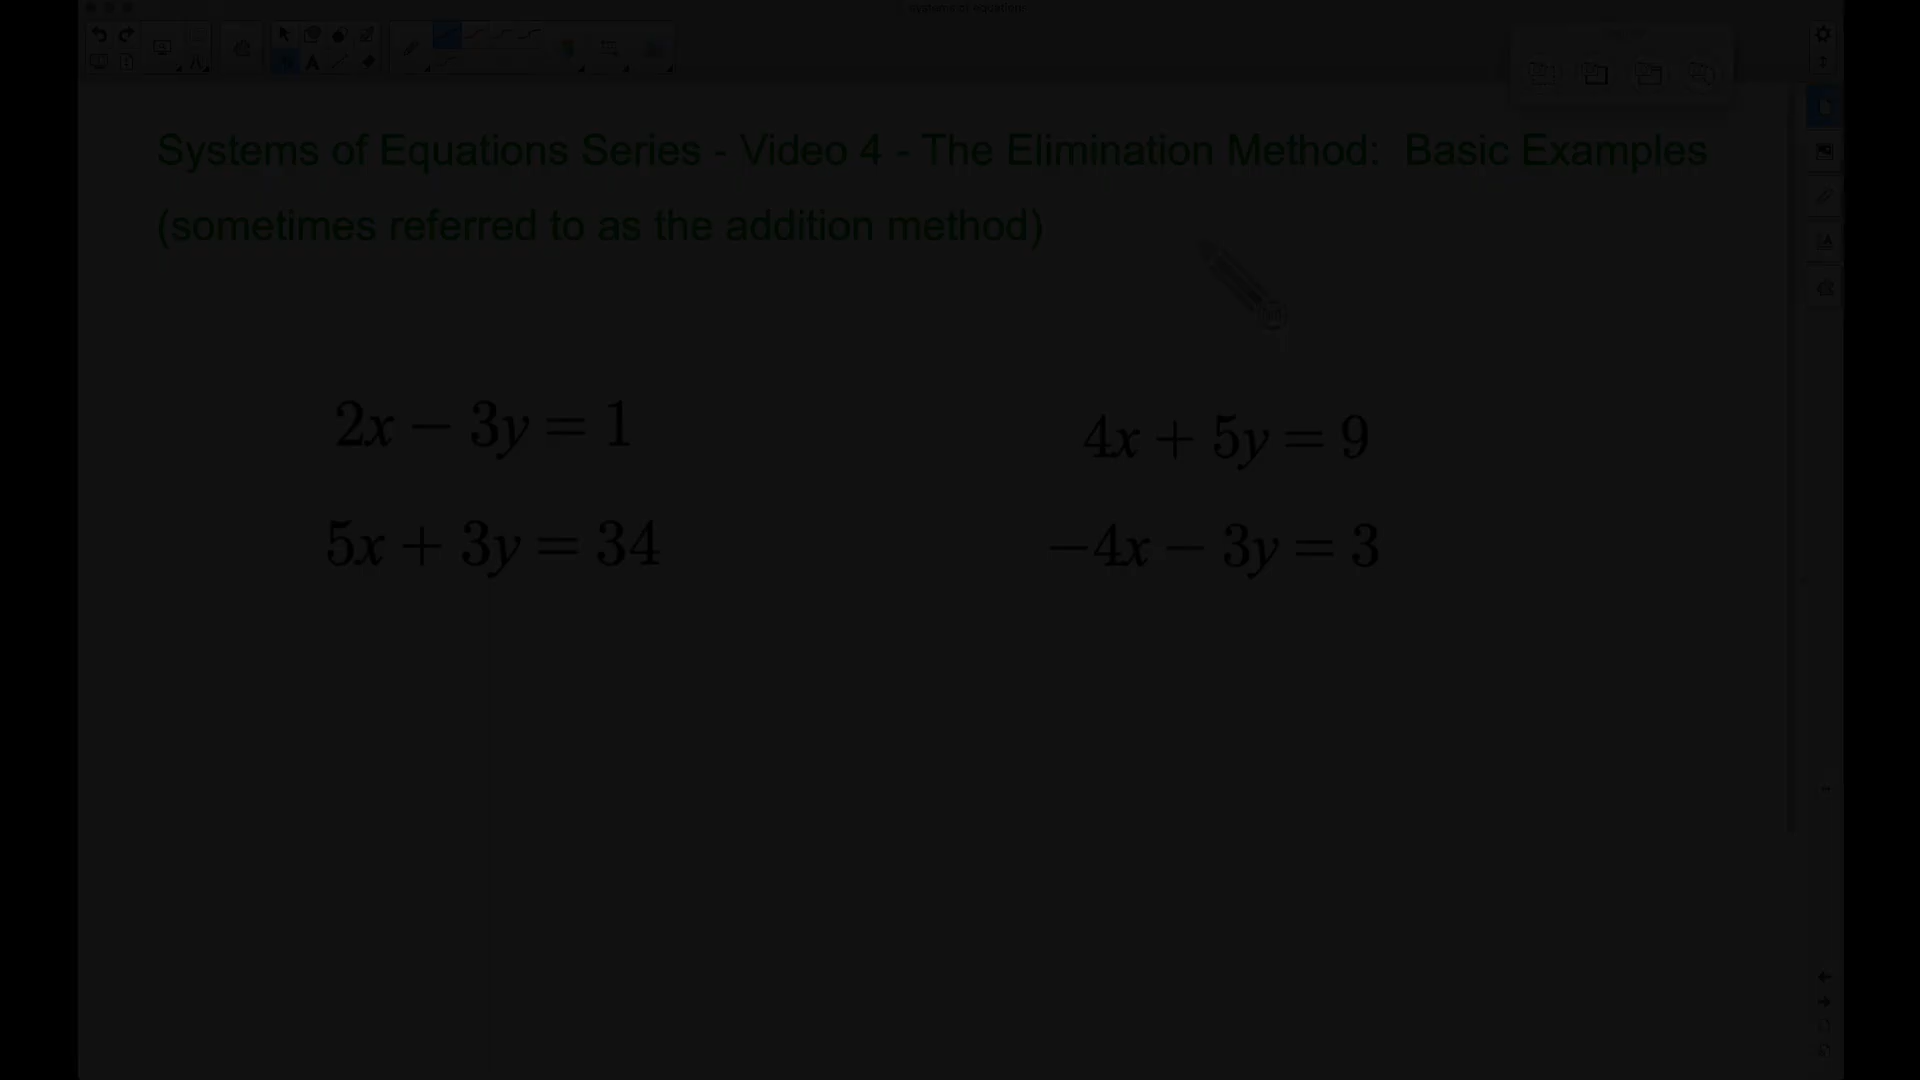 Systems of Equations Series - Video 4 - The Elimination Method: Basic Examples
(sometimes referred to as the addition method)
2x − 3y = 1
5x + 3y = 34
4x + 5y = 9
−4x − 3y = 3